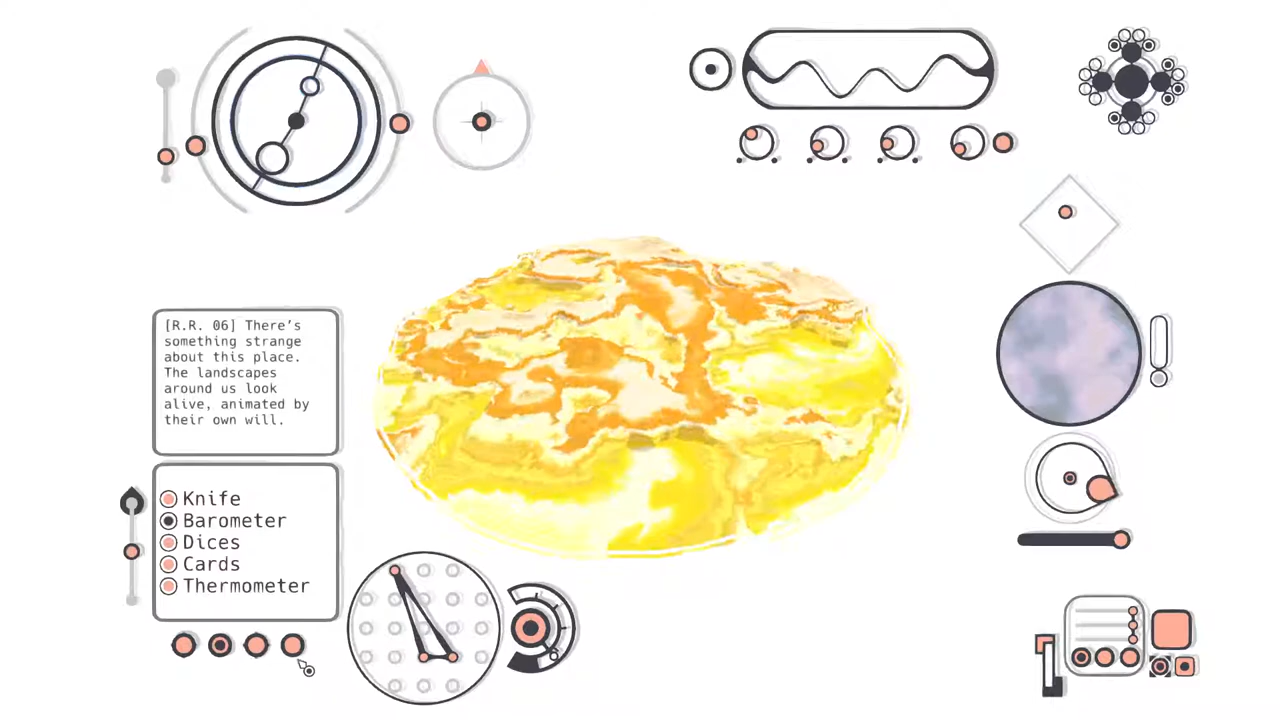 [R.R. 06] There's
something strange
about this place.
The landscapes
around us look
alive, animated by
their own will.
Knife
Barometer
Dices
Cards
Thermometer